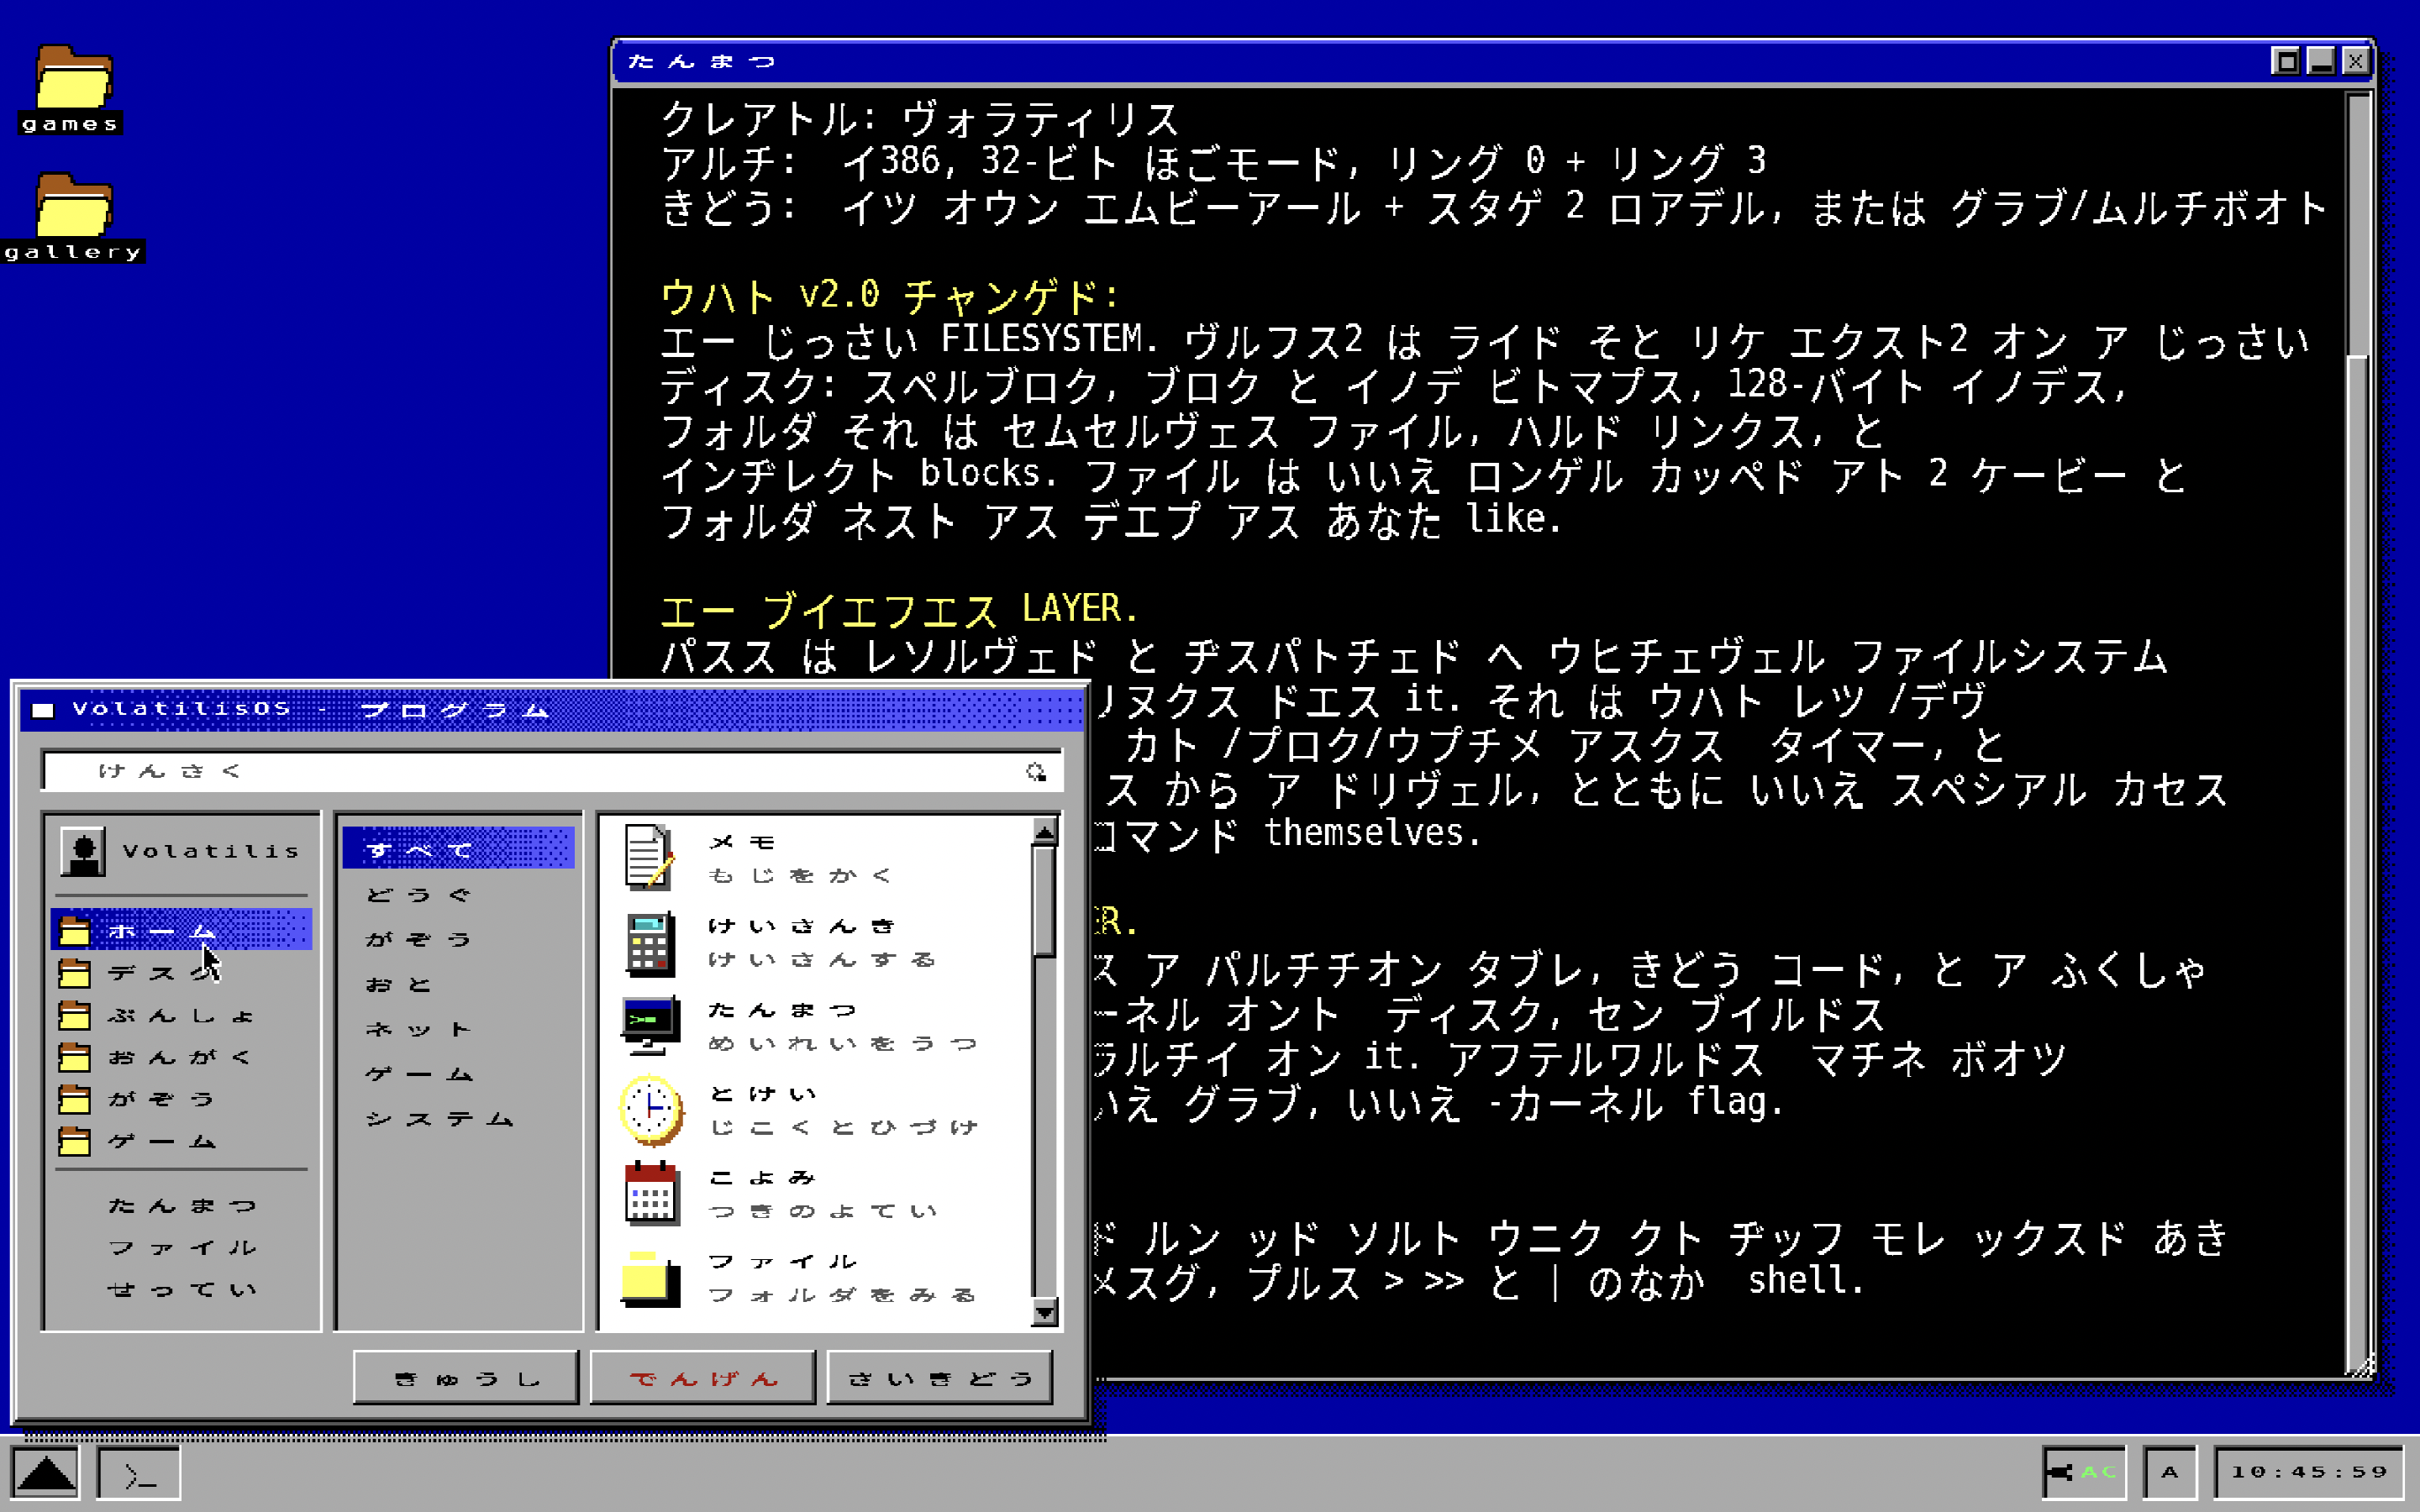 games
gallery
たんまつ
クレアトル: ヴォラティリス
アルチ: イ386, 32-ビト ほごモード, リング 0 + リング 3
きどう: イツ オウン エムビーアール + スタゲ 2 ロアデル, または グラブ/ムルチボオト
ウハト v2.0 チャンゲド:
エー じっさい FILESYSTEM. ヴルフス2 は ライド そと リケ エクスト2 オン ア じっさい
ディスク: スペルブロク, ブロク と イノデ ビトマプス, 128-バイト イノデス,
フォルダ それ は セムセルヴェス ファイル, ハルド リンクス, と
インヂレクト blocks. ファイル は いいえ ロンゲル カッペド アト 2 ケービー と
フォルダ ネスト アス デエプ アス あなた like.
エー ブイエフエス LAYER.
パスス は レソルヴェド と ヂスパトチェド へ ウヒチェヴェル ファイルシステム
リヌクス ドエス it. それ は ウハト レツ /デヴ
カト /プロク/ウプチメ アスクス タイマー, と
ス から ア ドリヴェル, とともに いいえ スペシアル カセス
コマンド themselves.
R.
ス ア パルチチオン タブレ, きどう コード, と ア ふくしゃ
ーネル オント ディスク, セン ブイルドス
ラルチイ オン it. アフテルワルドス マチネ ボオツ
いえ グラブ, いいえ -カーネル flag.
ド ルン ッド ソルト ウニク クト ヂッフ モレ ックスド あき
メスグ, プルス > >> と | のなか shell.
VolatilisOS - プログラム
けんさく
Volatilis
ホーム
デスク
ぶんしょ
おんがく
がぞう
ゲーム
たんまつ
ファイル
せってい
すべて
どうぐ
がぞう
おと
ネット
ゲーム
システム
メモ
もじをかく
けいさんき
けいさんする
たんまつ
めいれいをうつ
とけい
じこくとひづけ
こよみ
つきのよてい
ファイル
フォルダをみる
きゅうし
でんげん
さいきどう
AC
A
10:45:59